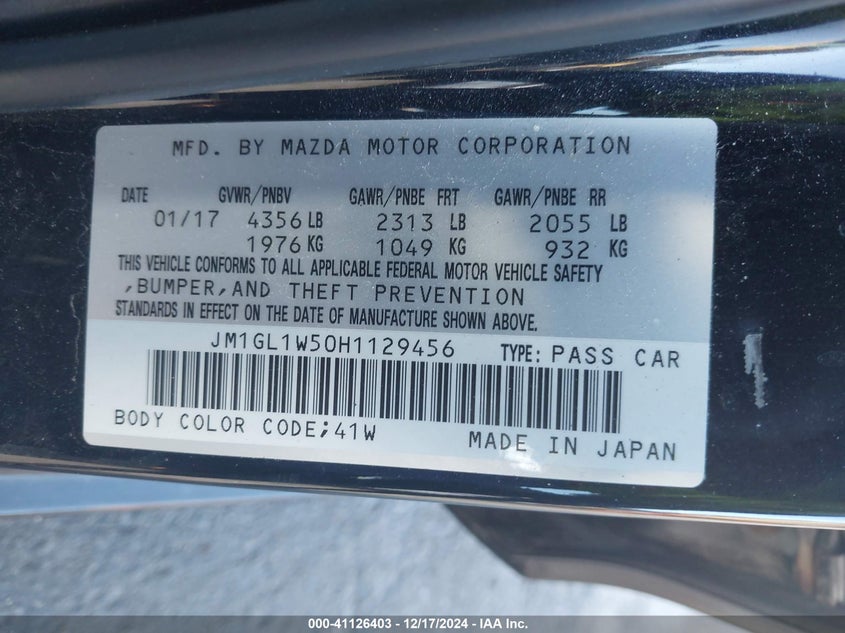 MFD. BY MAZDA MOTOR CORPORATION
DATE GVWR/PNBV GAWR/PNBE FRT GAWR/PNBE RR
01/17 4356 LB 2313 LB 2055 LB
1976 KG 1049 KG 932 KG
THIS VEHICLE CONFORMS TO ALL APPLICABLE FEDERAL MOTOR VEHICLE SAFETY
,BUMPER,AND THEFT PREVENTION
STANDARDS IN EFFECT ON THE DATE OF MANUFACTURE SHOWN ABOVE.
JM1GL1W50H1129456 TYPE: PASS CAR
BODY COLOR CODE;41W MADE IN JAPAN
000-41126403 - 12/17/2024 - IAA Inc.